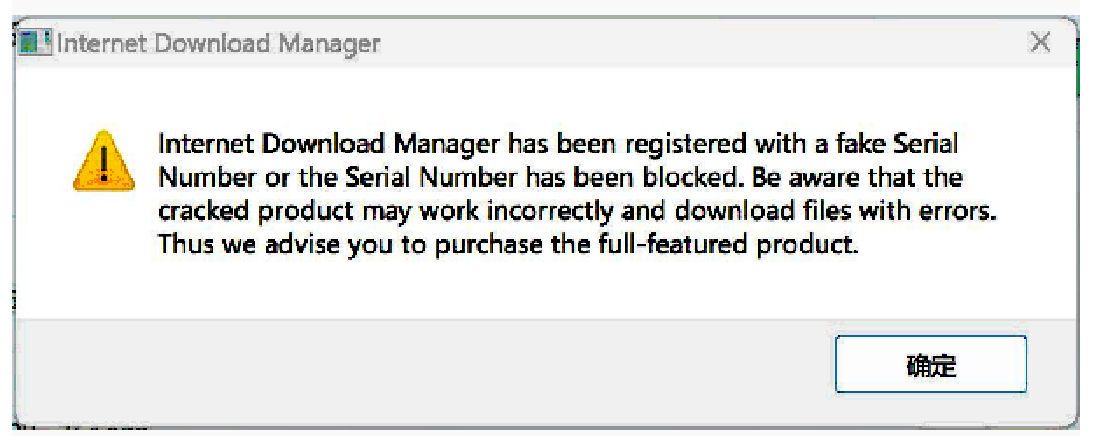 Internet Download Manager
Internet Download Manager has been registered with a fake Serial
Number or the Serial Number has been blocked. Be aware that the
cracked product may work incorrectly and download files with errors.
Thus we advise you to purchase the full-featured product.
确定